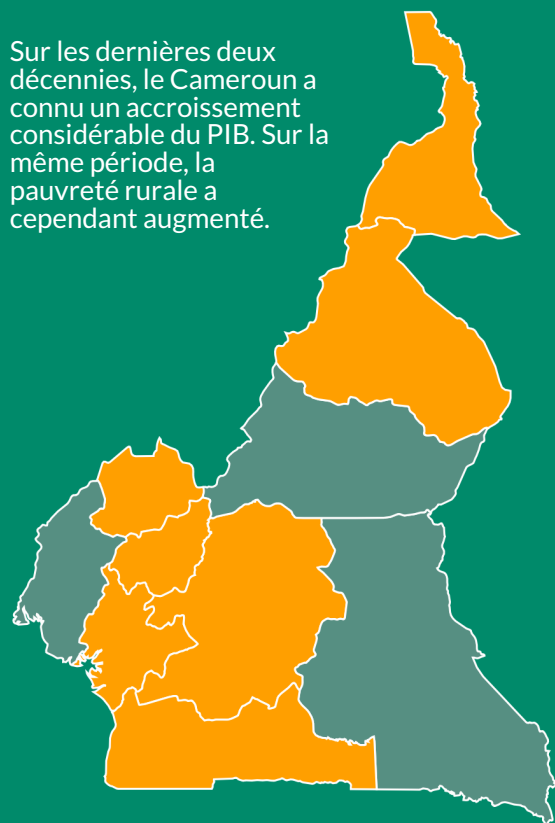 Sur les dernières deux
décennies, le Cameroun a
connu un accroissement
considérable du PIB. Sur la
même période, la
pauvreté rurale a
cependant augmenté.